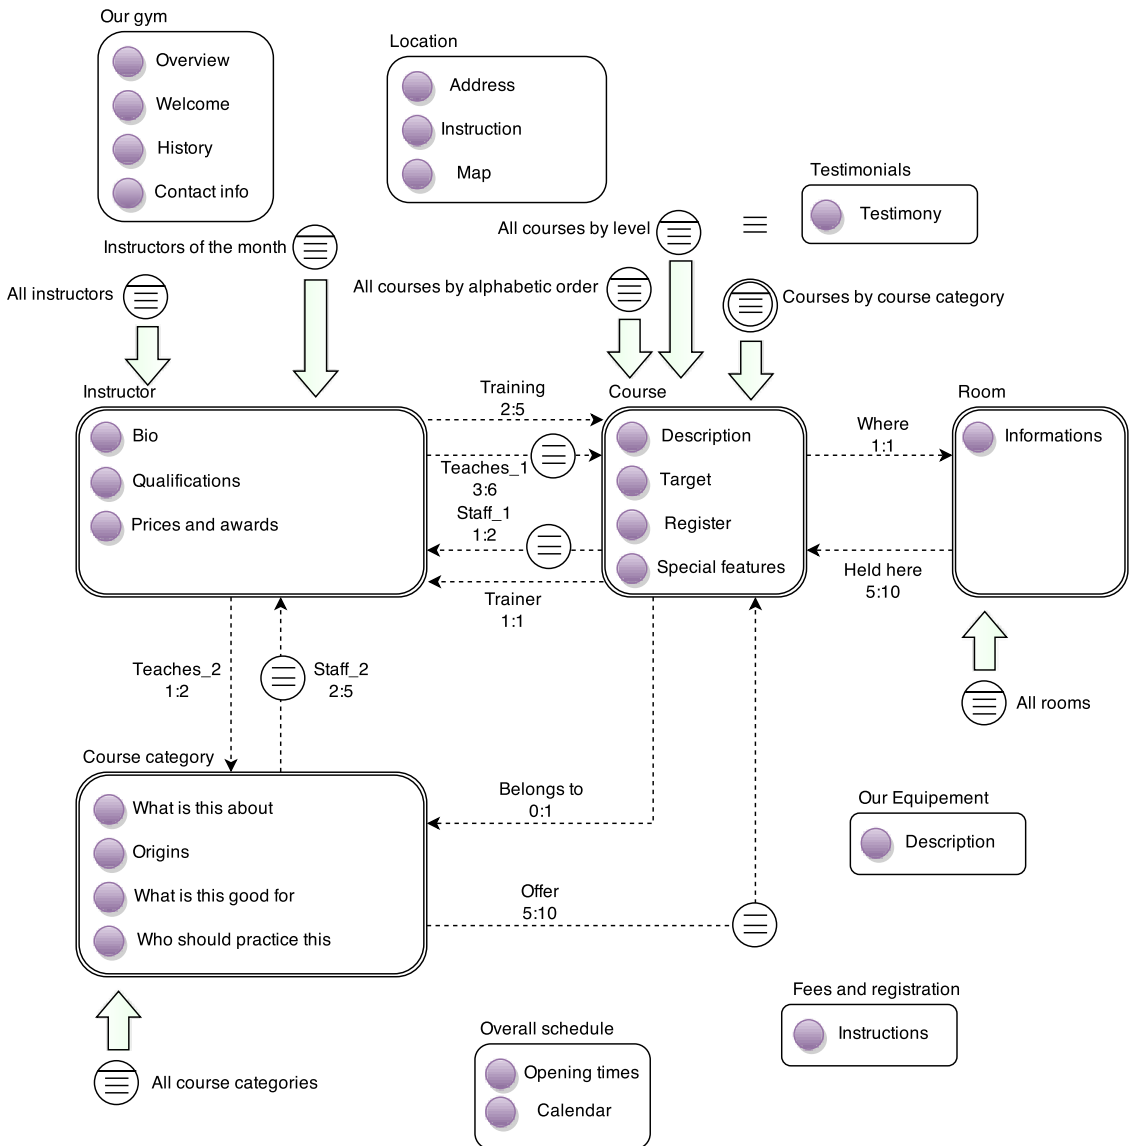 Our gym
Overview
Welcome
History
Contact info
Location
Address
Instruction
Map
Testimonials
Testimony
Instructors of the month
All instructors
All courses by level
All courses by alphabetic order
Courses by course category
Instructor
Bio
Qualifications
Prices and awards
Training
2:5
Teaches_1
3:6
Staff_1
1:2
Trainer
1:1
Course
Description
Target
Register
Special features
Where
1:1
Held here
5:10
Room
Informations
All rooms
Teaches_2
1:2
Staff_2
2:5
Course category
What is this about
Origins
What is this good for
Who should practice this
Belongs to
0:1
Offer
5:10
Our Equipement
Description
Fees and registration
Instructions
All course categories
Overall schedule
Opening times
Calendar